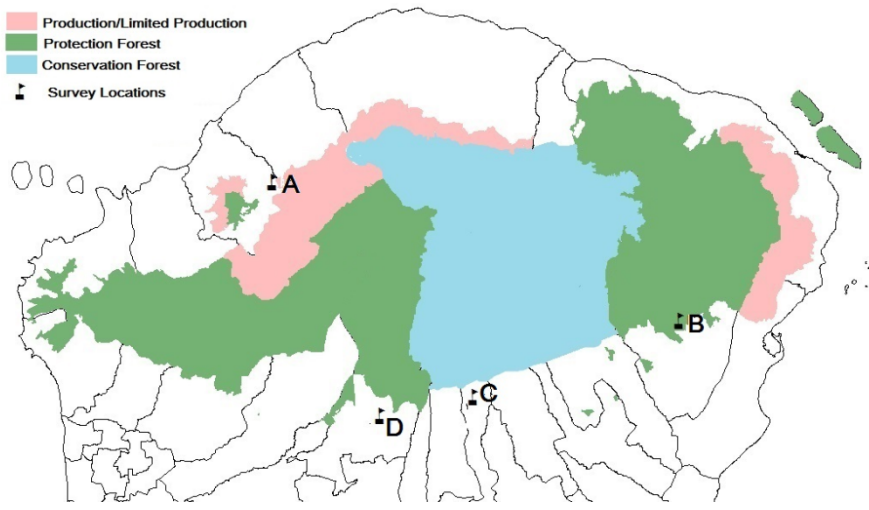 Production/Limited Production
Protection Forest
Conservation Forest
Survey Locations
A
B
C
D